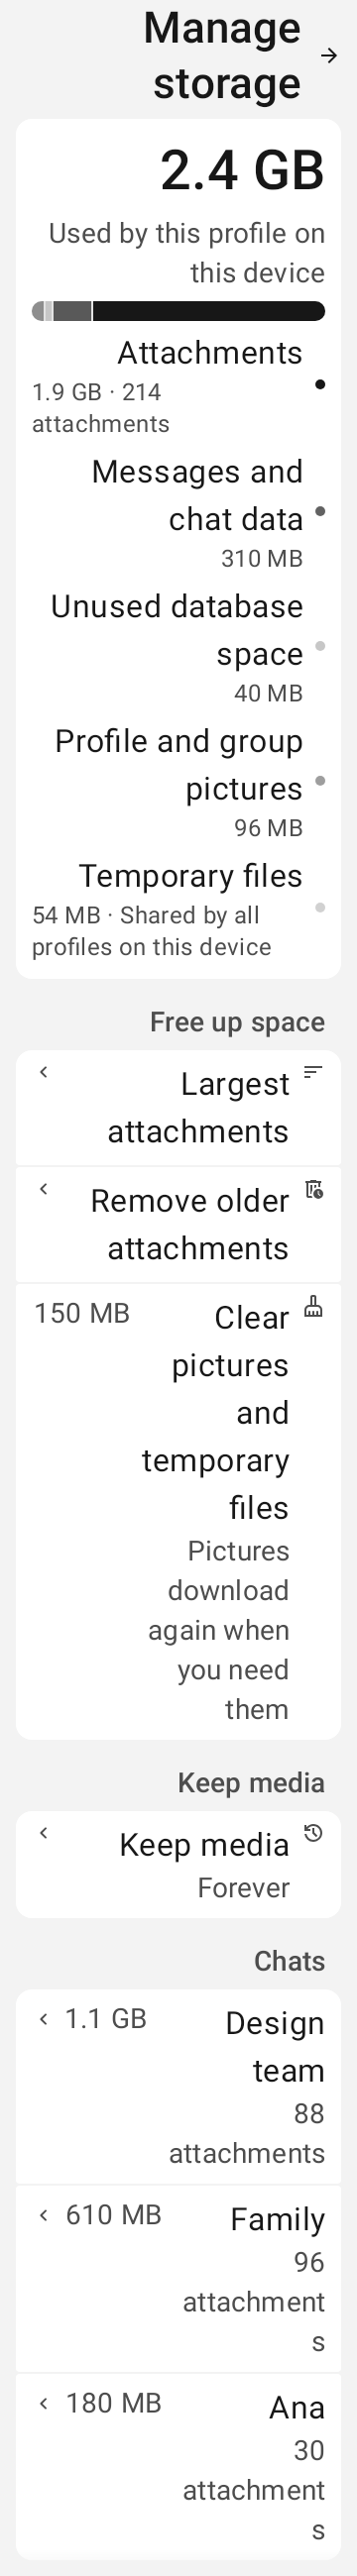 Manage
storage
2.4 GB
Used by this profile on
this device
Attachments
1.9 GB · 214
attachments
Messages and
chat data
310 MB
Unused database
space
40 MB
Profile and group
pictures
96 MB
Temporary files
54 MB · Shared by all
profiles on this device
Free up space
Largest
attachments
Remove older
attachments
150 MB
Clear
pictures
and
temporary
files
Pictures
download
again when
you need
them
Keep media
Keep media
Forever
Chats
1.1 GB
Design
team
88
attachments
610 MB
Family
96
attachment
s
180 MB
Ana
30
attachment
s